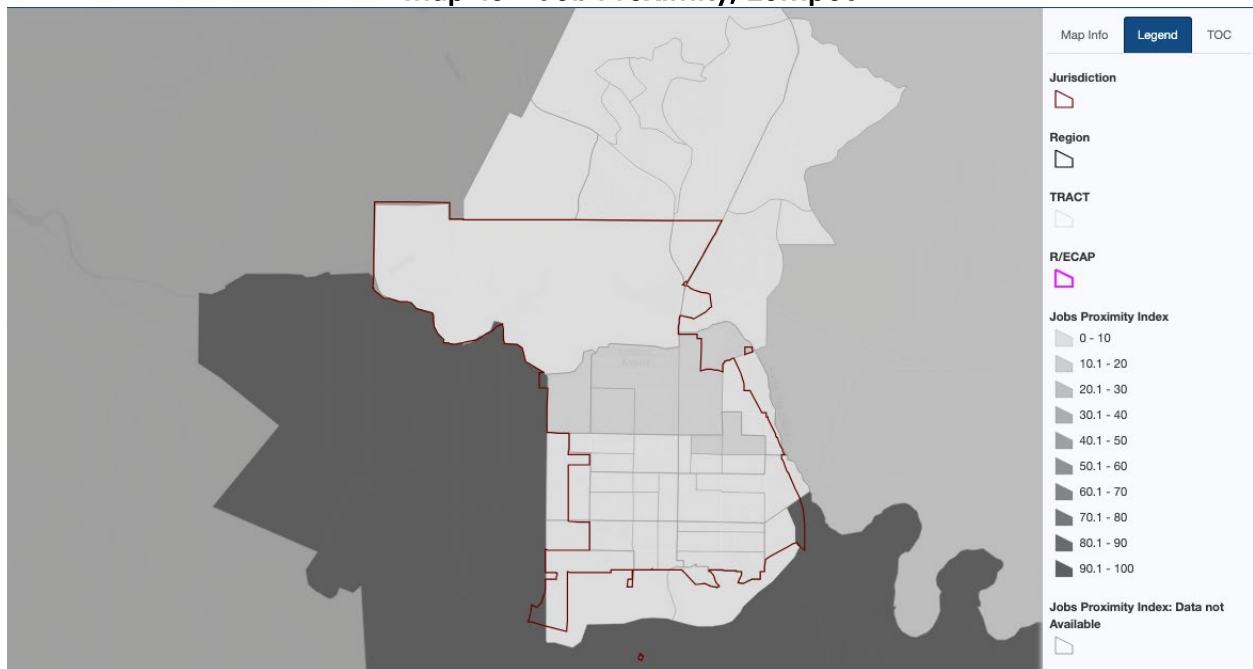 Map Info Legend TOC
Jurisdiction
Region
TRACT
R/ECAP
Jobs Proximity Index
0 - 10
10.1 - 20
20.1 - 30
30.1 - 40
40.1 - 50
50.1 - 60
60.1 - 70
70.1 - 80
80.1 - 90
90.1 - 100
Jobs Proximity Index: Data not
Available